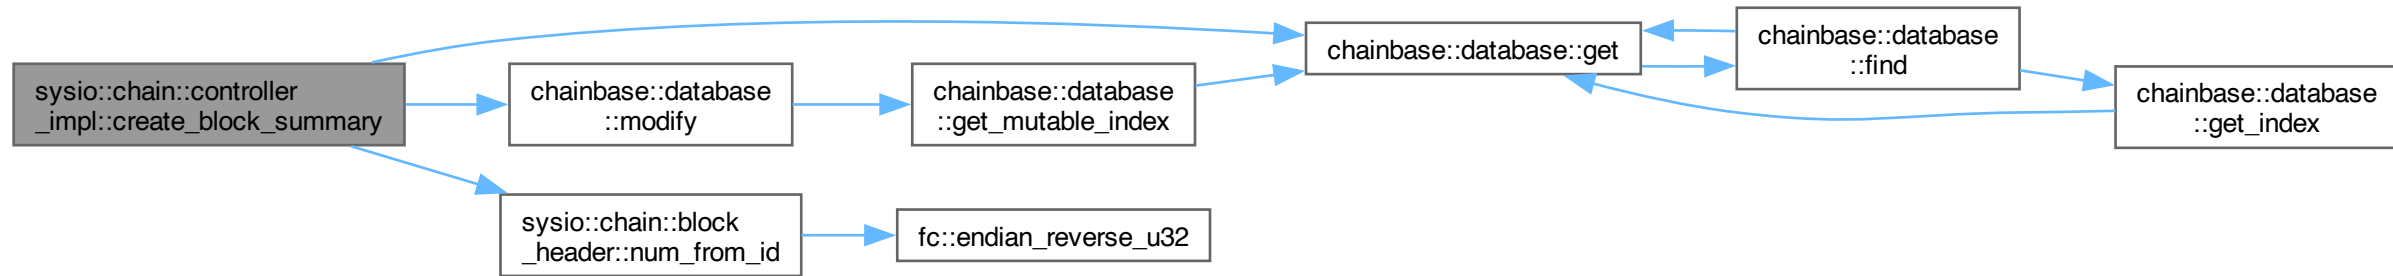 sysio::chain::controller
_impl::create_block_summary
chainbase::database
::modify
chainbase::database
::get_mutable_index
chainbase::database::get
chainbase::database
::find
chainbase::database
::get_index
sysio::chain::block
_header::num_from_id
fc::endian_reverse_u32